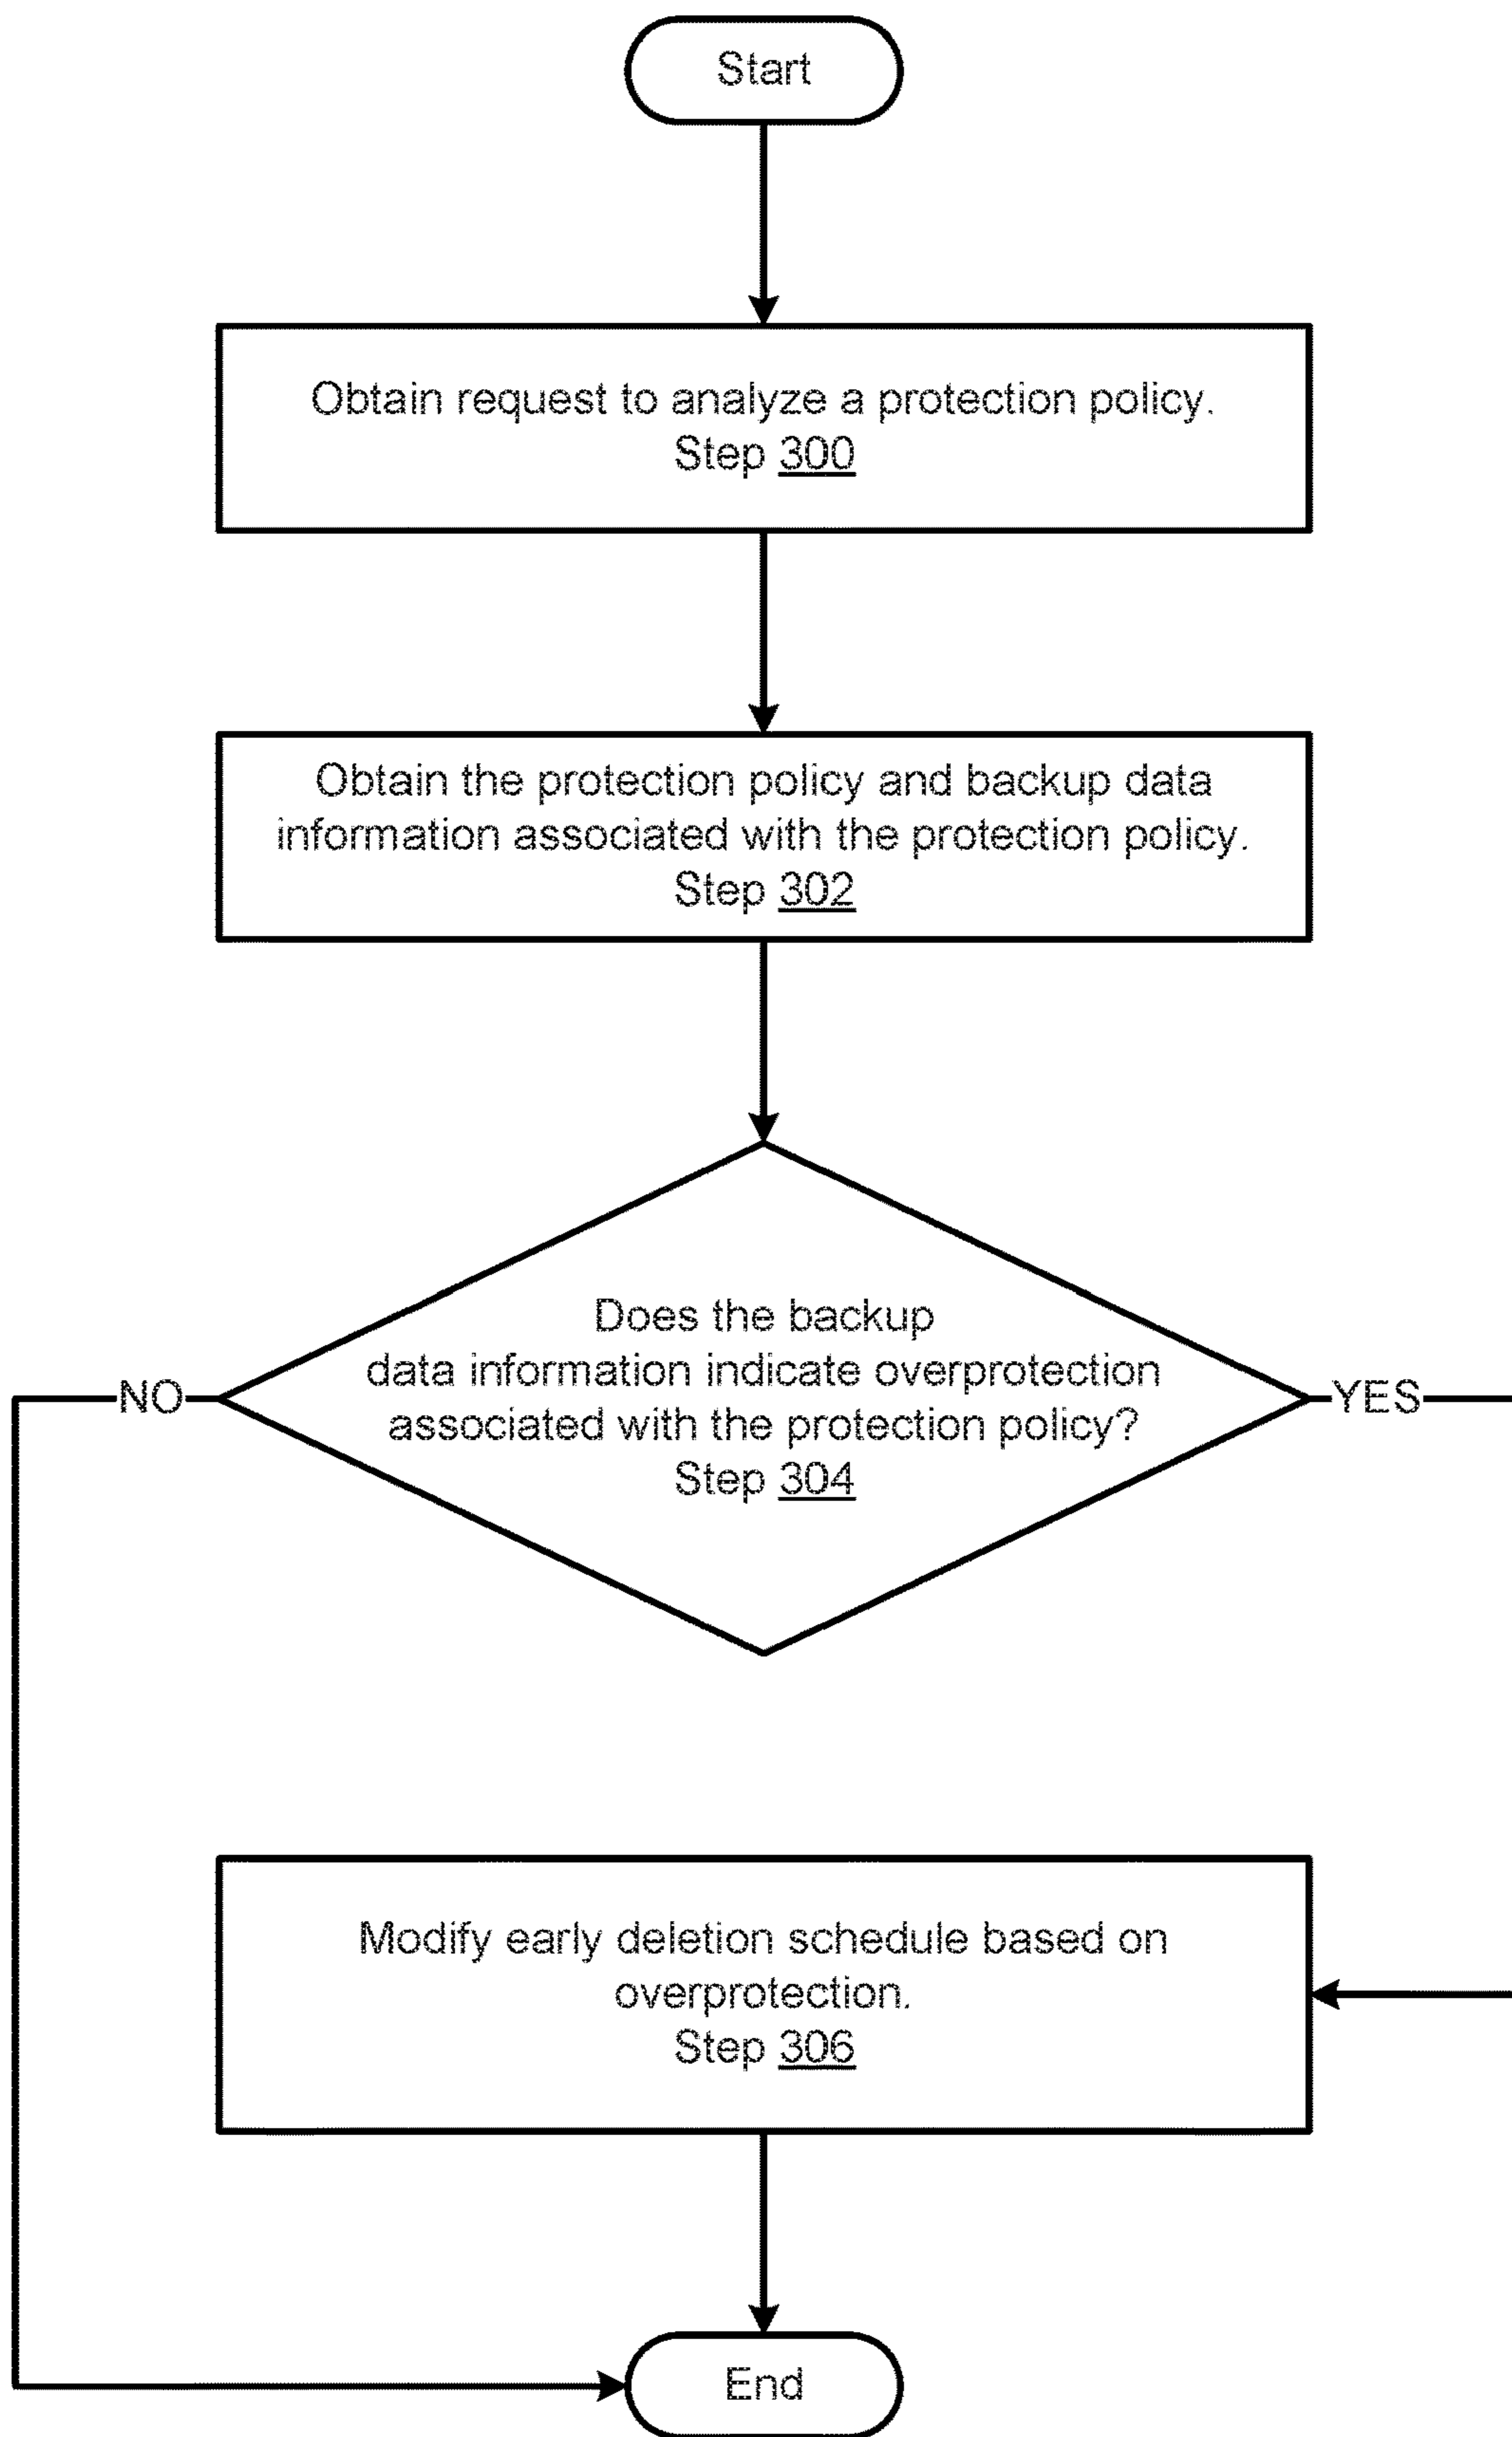 Start
Obtain request to analyze a protection policy.
Step 300
Obtain the protection policy and backup data
information associated with the protection policy.
Step 302
Does the backup
data information indicate overprotection
associated with the protection policy?
Step 304
NO
YES
Modify early deletion schedule based on
overprotection.
Step 306
End